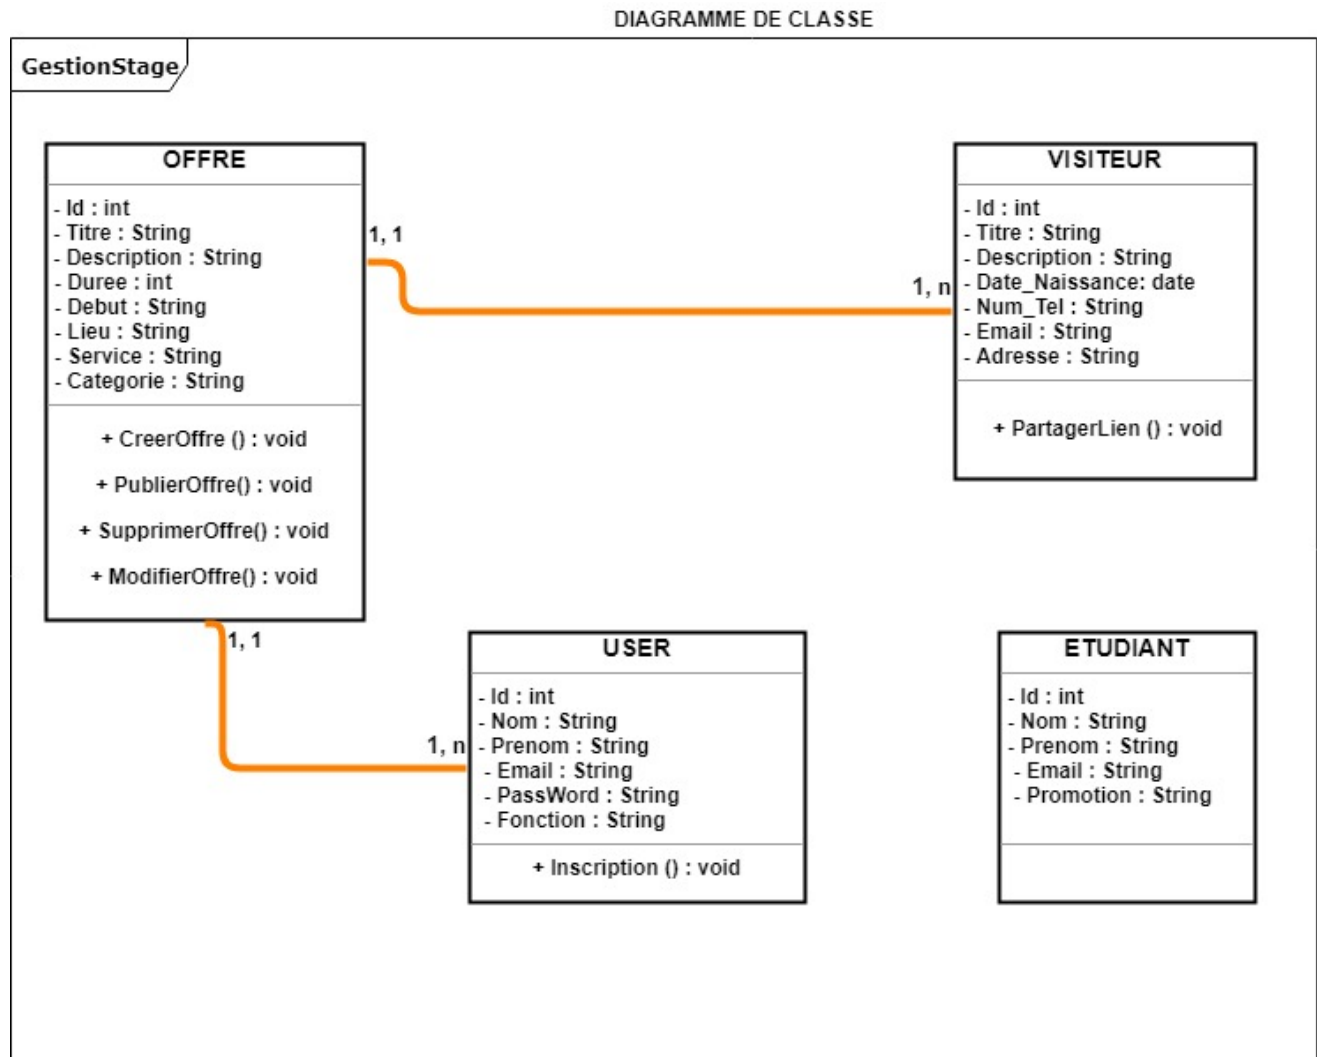 DIAGRAMME DE CLASSE
GestionStage
OFFRE
- Id : int
- Titre : String
- Description : String
- Duree : int
- Debut : String
- Lieu : String
- Service : String
- Categorie : String
+ CreerOffre () : void
+ PublierOffre() : void
+ SupprimerOffre() : void
+ ModifierOffre() : void
1, 1
1, n
VISITEUR
- Id : int
- Titre : String
- Description : String
- Date_Naissance: date
- Num_Tel : String
- Email : String
- Adresse : String
+ PartagerLien () : void
1, 1
1, n
USER
- Id : int
- Nom : String
- Prenom : String
- Email : String
- PassWord : String
- Fonction : String
+ Inscription () : void
ETUDIANT
- Id : int
- Nom : String
- Prenom : String
- Email : String
- Promotion : String